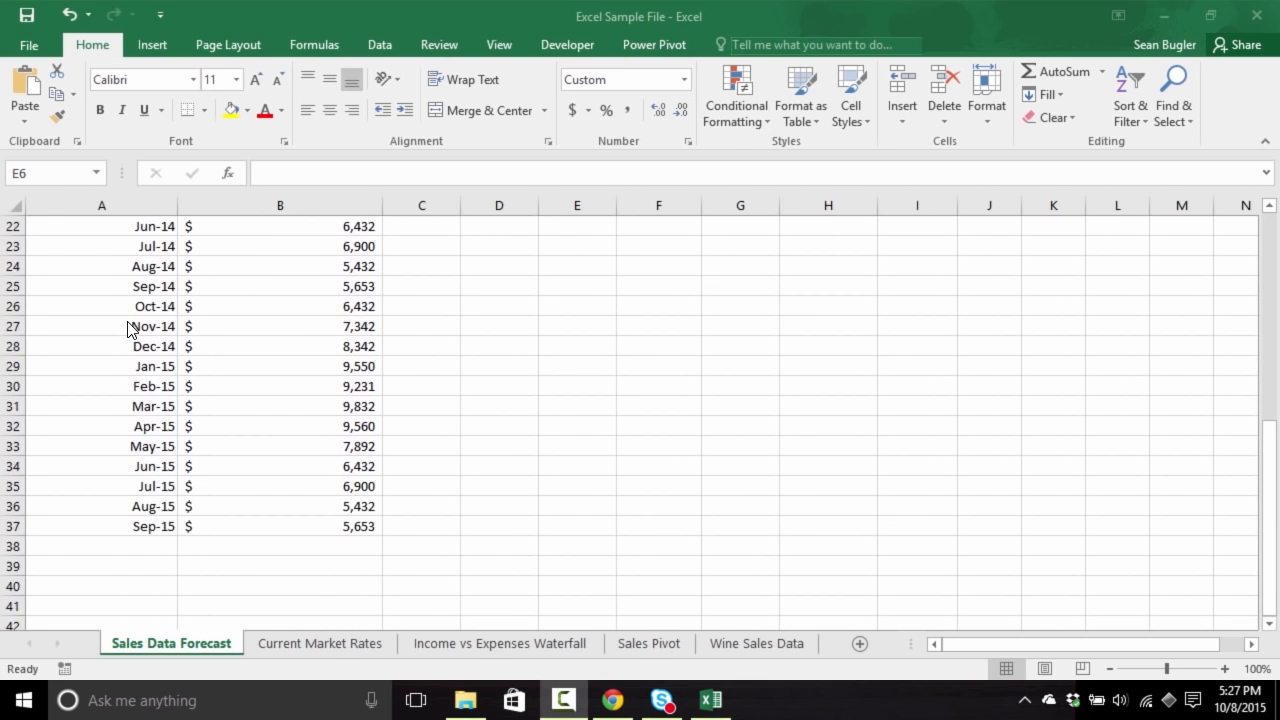 Excel Sample File - Excel
File Home Insert Page Layout Formulas Data Review View Developer Power Pivot Tell me what you want to do... Sean Bugler Share
Calibri 11 Wrap Text Custom AutoSum
Fill
Paste B I U Merge & Center $ % , Conditional Formatting Format as Table Cell Styles Insert Delete Format Clear Sort & Filter Find & Select
Clipboard Font Alignment Number Styles Cells Editing
E6 fx
A B C D E F G H I J K L M N
22 Jun-14 $ 6,432
23 Jul-14 $ 6,900
24 Aug-14 $ 5,432
25 Sep-14 $ 5,653
26 Oct-14 $ 6,432
27 Nov-14 $ 7,342
28 Dec-14 $ 8,342
29 Jan-15 $ 9,550
30 Feb-15 $ 9,231
31 Mar-15 $ 9,832
32 Apr-15 $ 9,560
33 May-15 $ 7,892
34 Jun-15 $ 6,432
35 Jul-15 $ 6,900
36 Aug-15 $ 5,432
37 Sep-15 $ 5,653
38
39
40
41
42
Sales Data Forecast Current Market Rates Income vs Expenses Waterfall Sales Pivot Wine Sales Data
Ready 100%
Ask me anything 5:27 PM
10/8/2015